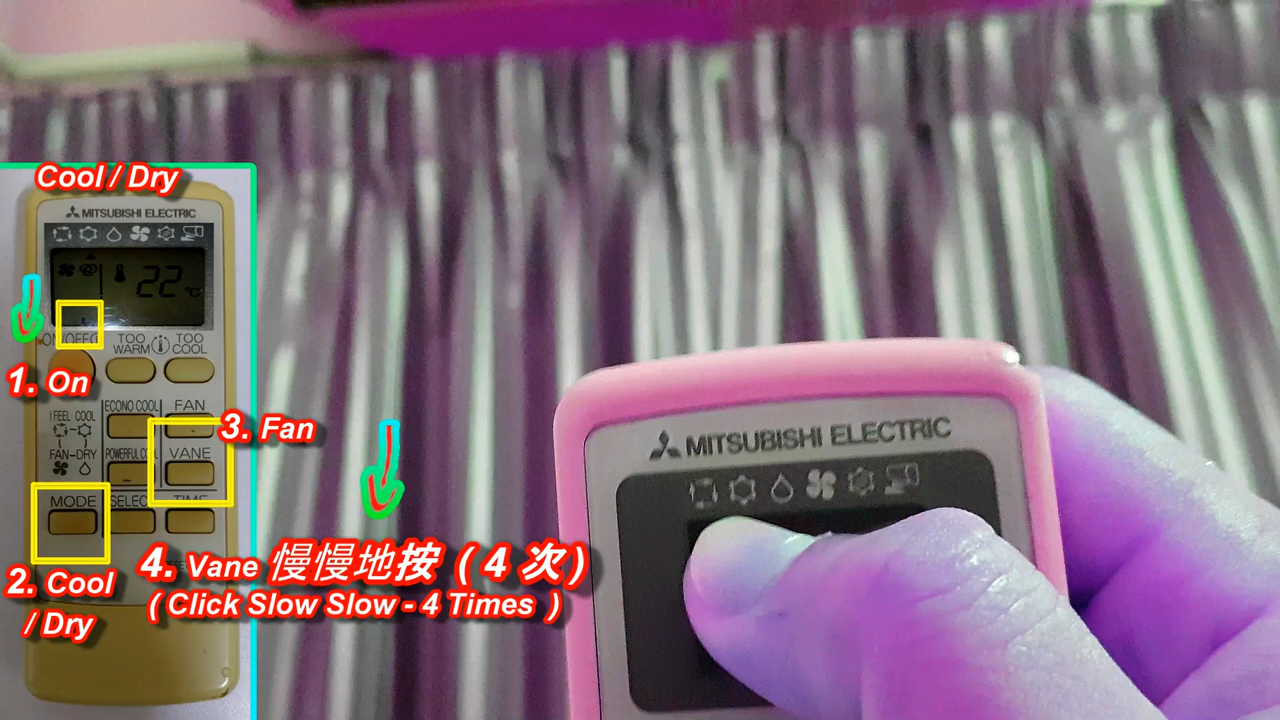 Cool / Dry
MITSUBISHI ELECTRIC
22 °C
ON/OFF
TOO WARM
i
TOO COOL
1. On
ECONO COOL
FAN
I FEEL COOL
3. Fan
FAN-DRY
POWERFUL COOL
VANE
MODE
SELECT
TIME
2. Cool
/ Dry
4. Vane 慢慢地按 ( 4 次 )
( Click Slow Slow - 4 Times )
MITSUBISHI ELECTRIC